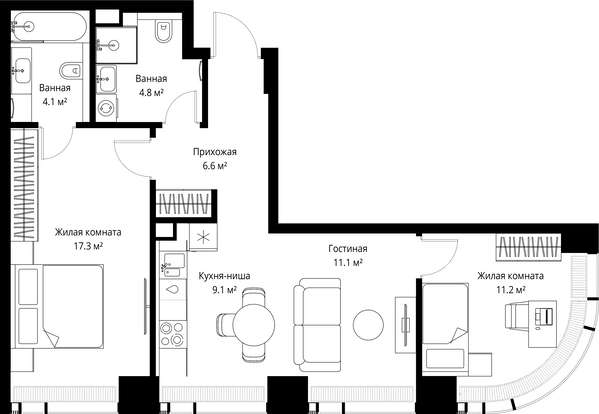 Ванная
4.1 м²
Ванная
4.8 м²
Прихожая
6.6 м²
Жилая комната
17.3 м²
Кухня-ниша
9.1 м²
Гостиная
11.1 м²
Жилая комната
11.2 м²